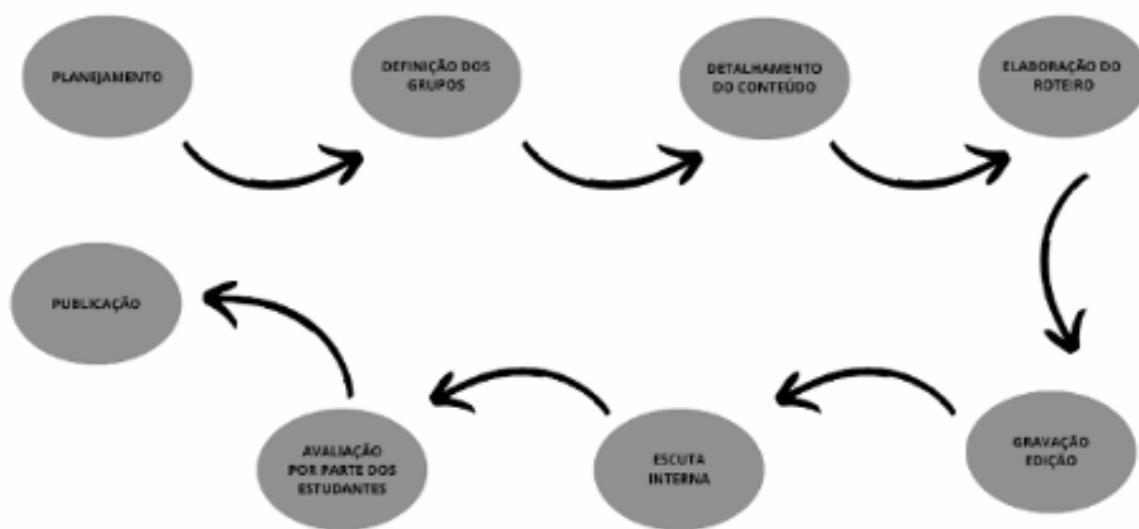 PLANEJAMENTO
DEFINIÇÃO DOS
GRUPOS
DETALHAMENTO
DO CONTEÚDO
ELABORAÇÃO DO
ROTEIRO
GRAVAÇÃO
EDIÇÃO
ESCUTA
INTERNA
AVALIAÇÃO
POR PARTE DOS
ESTUDANTES
PUBLICAÇÃO